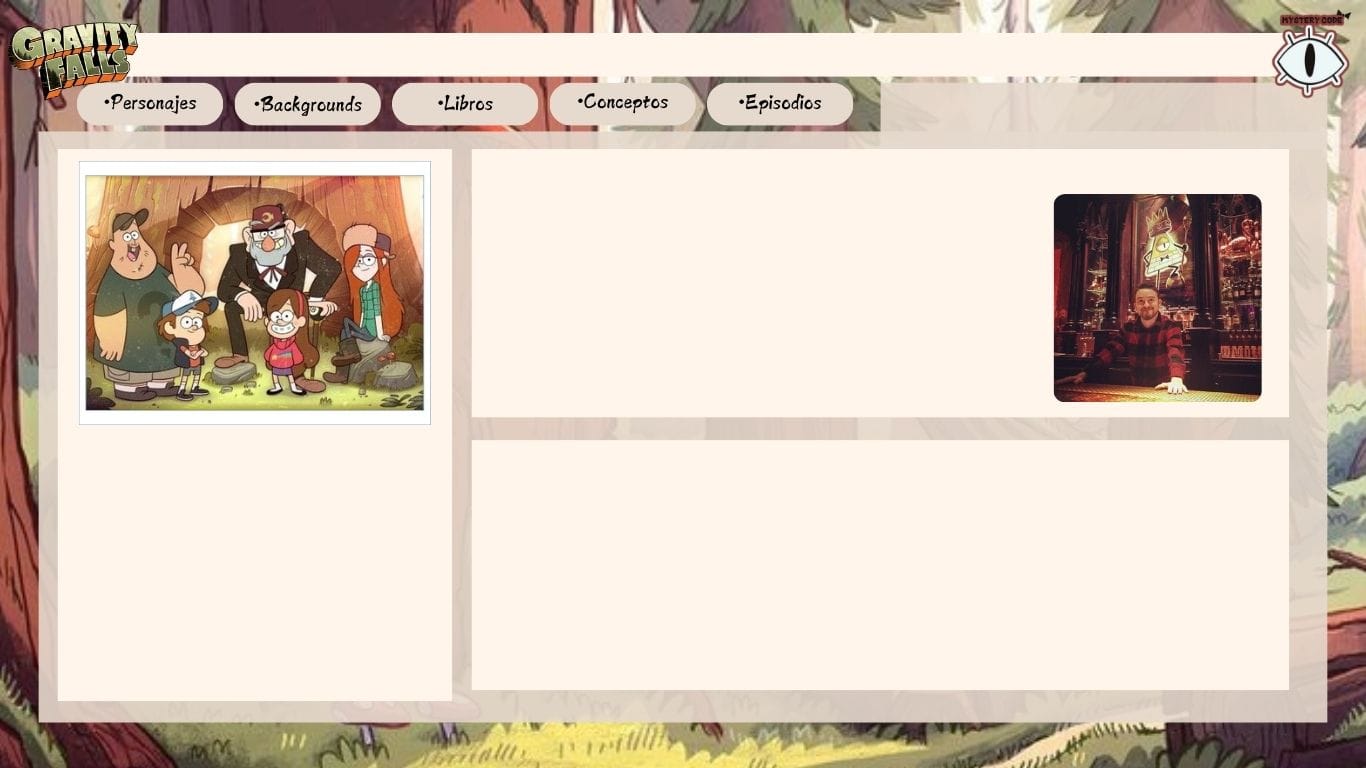 GRAVITY
FALLS
MYSTERY CODE
•Personajes
•Backgrounds
•Libros
•Conceptos
•Episodios